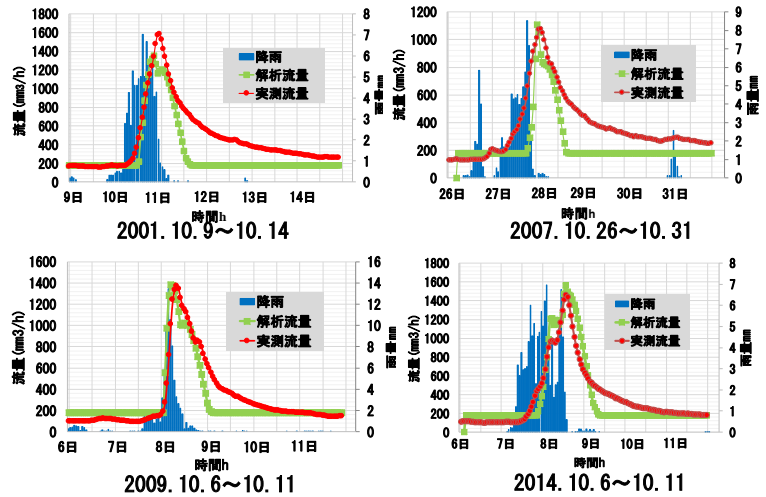 流量(mm3/h)
1800
1600
1400
1200
1000
800
600
400
200
0
降雨
解析流量
実測流量
8
7
6
5
4
3
2
1
0
雨量mm
9日 10日 11日 12日 13日 14日
時間h
2001.10.9～10.14
流量(mm3/h)
1200
1000
800
600
400
200
0
降雨
解析流量
実測流量
9
8
7
6
5
4
3
2
1
0
雨量mm
26日 27日 28日 29日 30日 31日
時間h
2007.10.26～10.31
流量(mm3/h)
1600
1400
1200
1000
800
600
400
200
0
降雨
解析流量
実測流量
16
14
12
10
8
6
4
2
0
雨量mm
6日 7日 8日 9日 10日 11日
時間h
2009.10.6～10.11
流量(mm3/h)
1800
1600
1400
1200
1000
800
600
400
200
0
降雨
解析流量
実測流量
8
7
6
5
4
3
2
1
0
雨量mm
6日 7日 8日 9日 10日 11日
時間h
2014.10.6～10.11